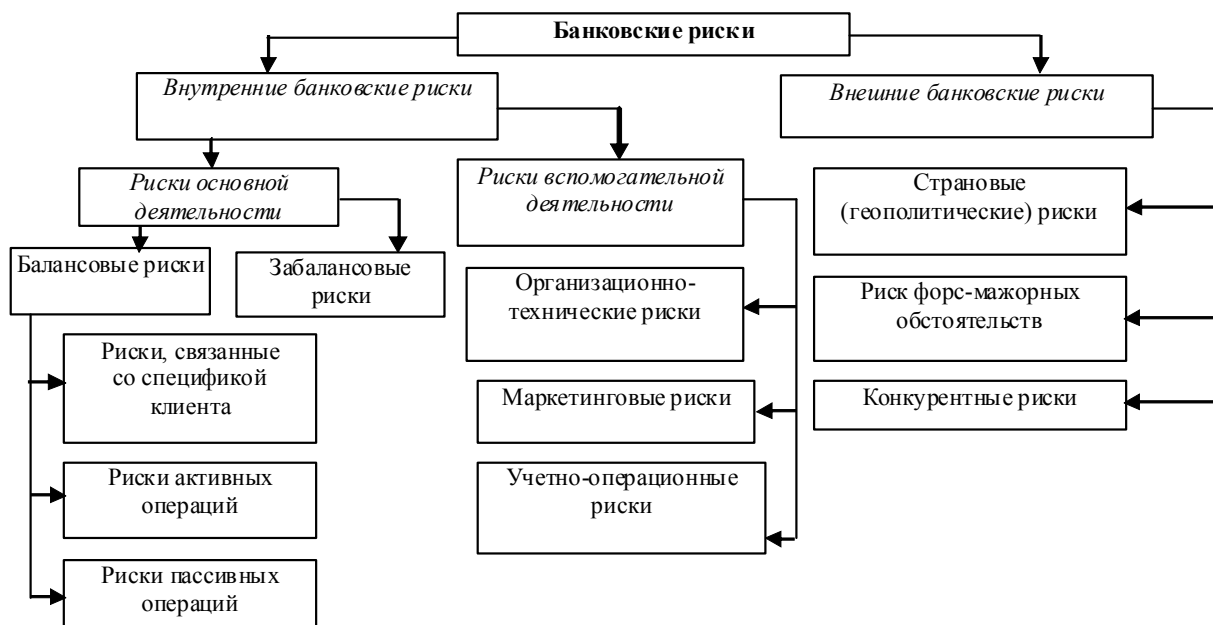 Банковские риски
Внутренние банковские риски
Внешние банковские риски
Риски основной
деятельности
Риски вспомогательной
деятельности
Страновые
(геополитические) риски
Балансовые риски
Забалансовые
риски
Организационно-
технические риски
Риск форс-мажорных
обстоятельств
Риски, связанные
со спецификой
клиента
Маркетинговые риски
Конкурентные риски
Риски активных
операций
Учетно-операционные
риски
Риски пассивных
операций